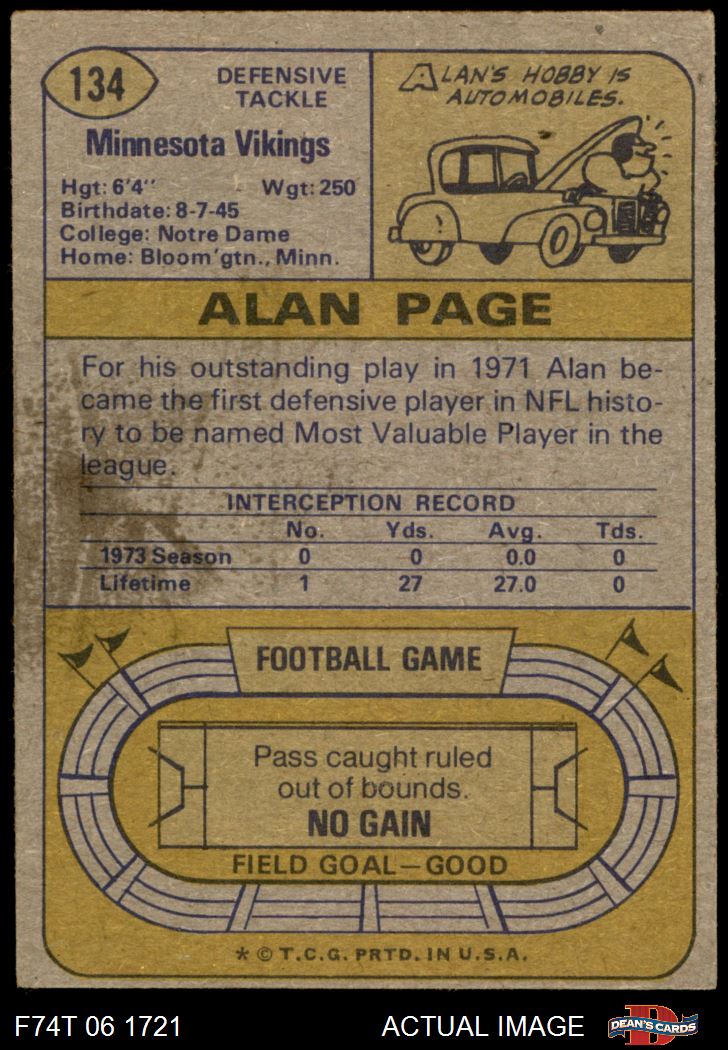 134
DEFENSIVE
TACKLE
Minnesota Vikings
Hgt: 6'4'' Wgt: 250
Birthdate: 8-7-45
College: Notre Dame
Home: Bloom'gtn., Minn.
ALAN'S HOBBY IS
AUTOMOBILES.
ALAN PAGE
For his outstanding play in 1971 Alan be-
came the first defensive player in NFL histo-
ry to be named Most Valuable Player in the
league.
INTERCEPTION RECORD
No. Yds. Avg. Tds.
1973 Season 0 0 0.0 0
Lifetime 1 27 27.0 0
FOOTBALL GAME
Pass caught ruled
out of bounds.
NO GAIN
FIELD GOAL—GOOD
* © T.C.G. PRTD. IN U.S.A.
F74T 06 1721 ACTUAL IMAGE D DEAN'S CARDS